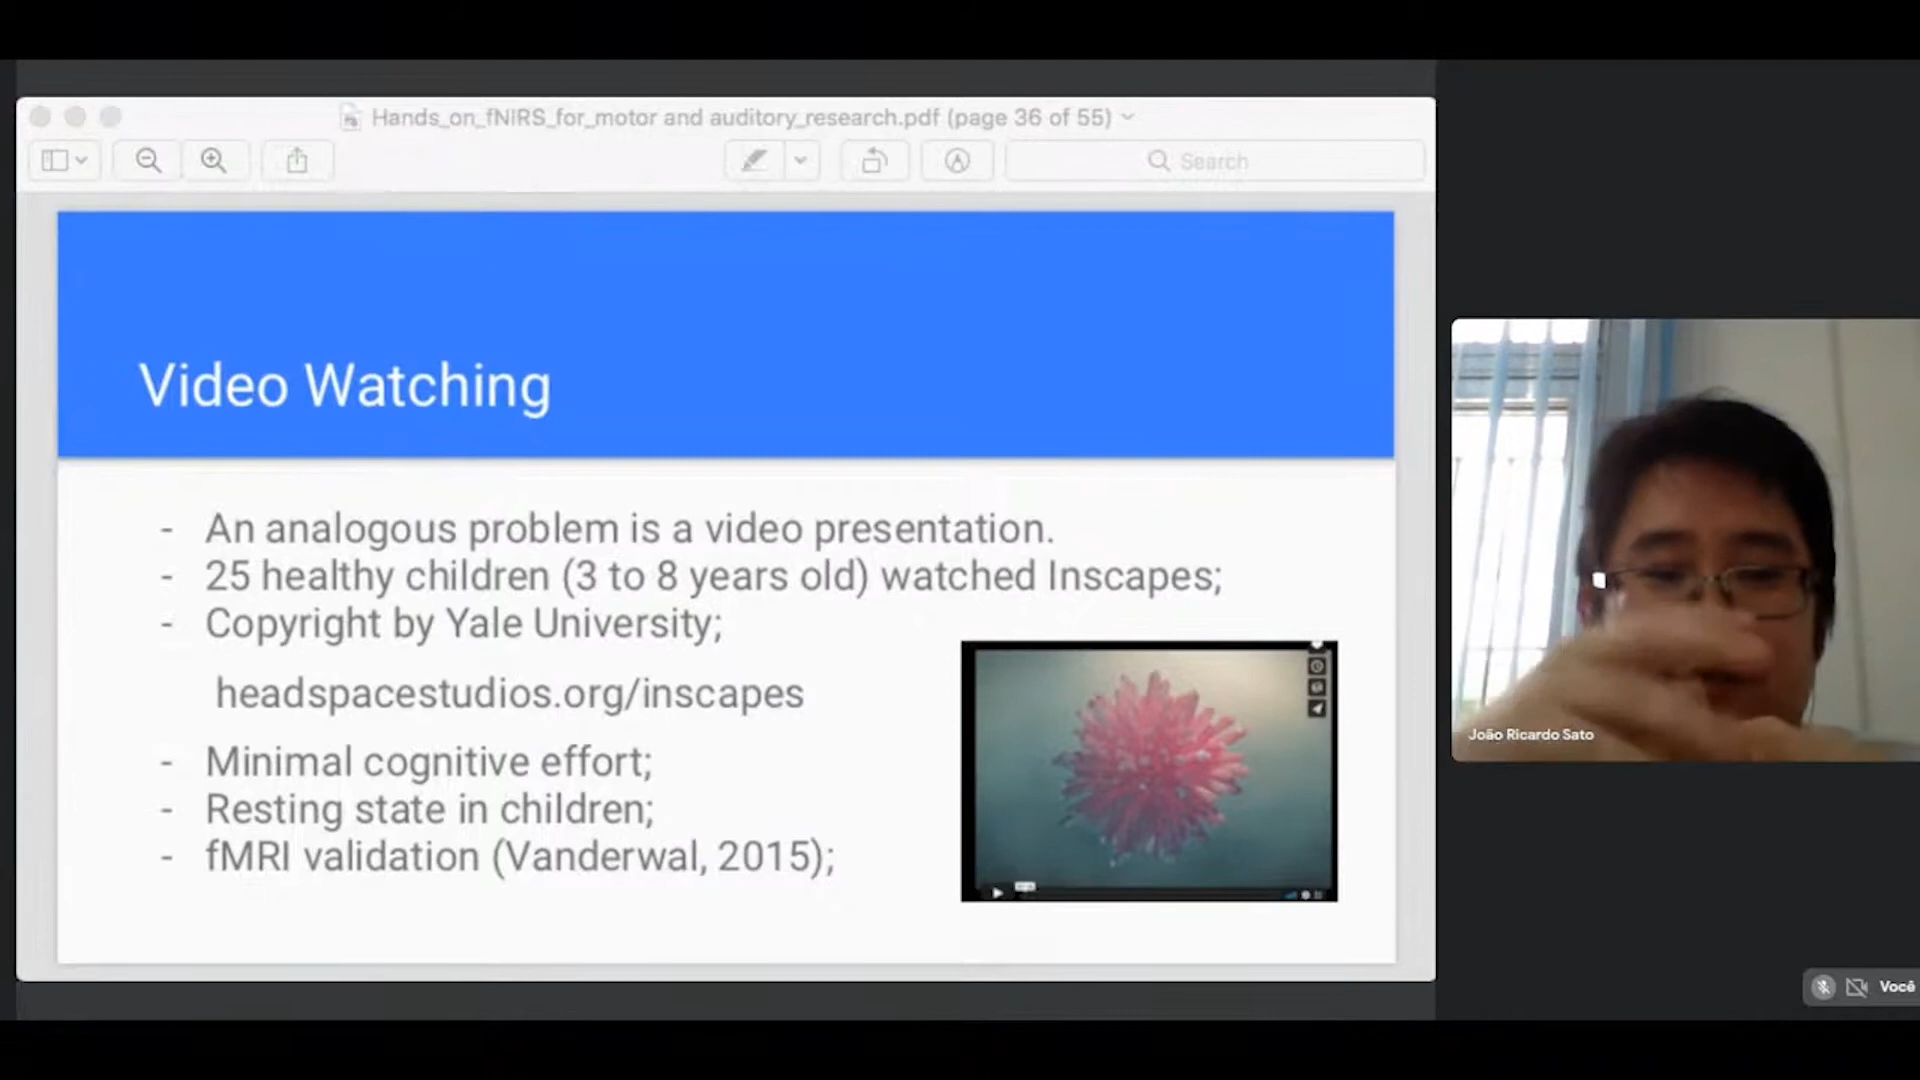 Hands_on_fNIRS_for_motor and auditory_research.pdf (page 36 of 55)
Search
Video Watching
- An analogous problem is a video presentation.
- 25 healthy children (3 to 8 years old) watched Inscapes;
- Copyright by Yale University;
headspacestudios.org/inscapes
- Minimal cognitive effort;
- Resting state in children;
- fMRI validation (Vanderwal, 2015);
João Ricardo Sato
Você